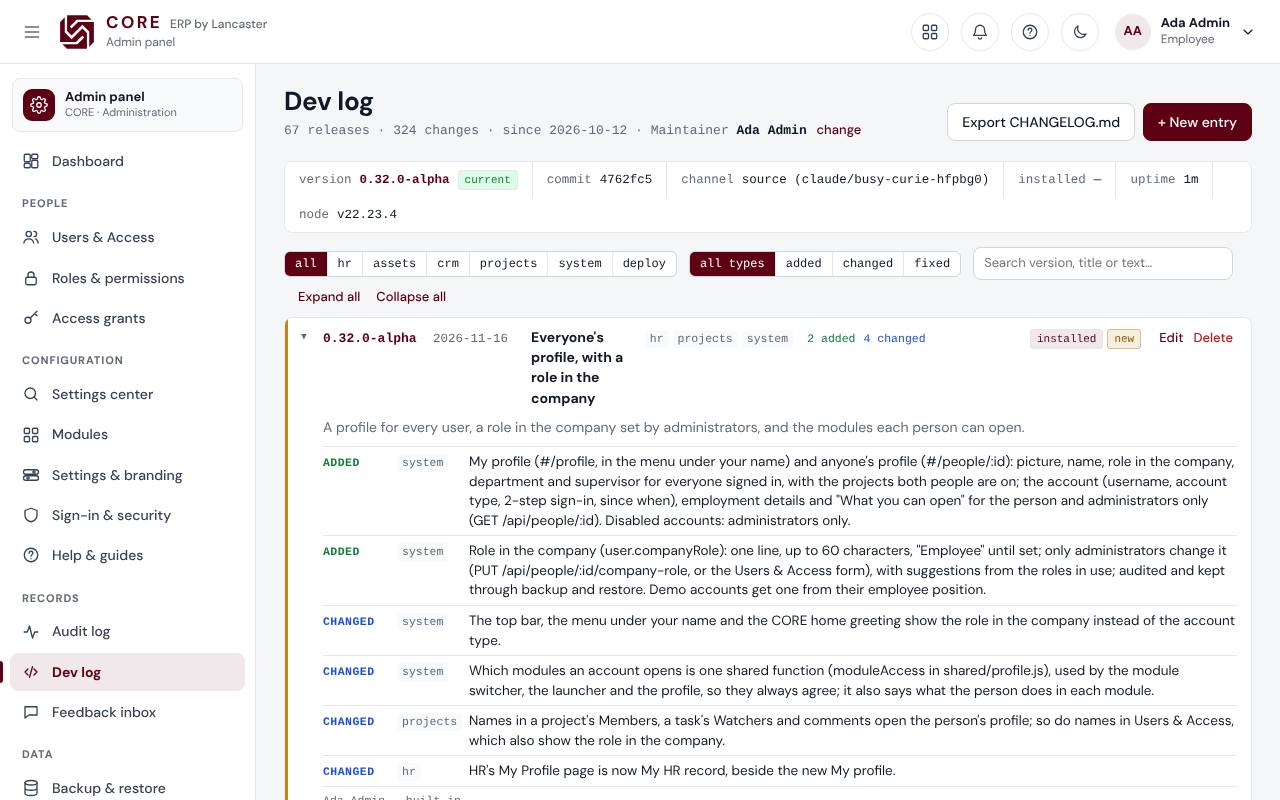 CORE ERP by Lancaster
Admin panel
AA
Ada Admin
Employee
Admin panel
CORE · Administration
Dashboard
PEOPLE
Users & Access
Roles & permissions
Access grants
CONFIGURATION
Settings center
Modules
Settings & branding
Sign-in & security
Help & guides
RECORDS
Audit log
Dev log
Feedback inbox
DATA
Backup & restore
Dev log
67 releases · 324 changes · since 2026-10-12 · Maintainer Ada Admin change
Export CHANGELOG.md
+ New entry
version 0.32.0-alpha current
commit 4762fc5
channel source (claude/busy-curie-hfpbg0)
installed —
uptime 1m
node v22.23.4
all hr assets crm projects system deploy
all types added changed fixed
Search version, title or text…
Expand all Collapse all
▾ 0.32.0-alpha 2026-11-16
Everyone's
profile, with a
role in the
company
hr projects system 2 added 4 changed
installed new Edit Delete
A profile for every user, a role in the company set by administrators, and the modules each person can open.
ADDED system My profile (#/profile, in the menu under your name) and anyone's profile (#/people/:id): picture, name, role in the company,
department and supervisor for everyone signed in, with the projects both people are on; the account (username, account
type, 2-step sign-in, since when), employment details and "What you can open" for the person and administrators only
(GET /api/people/:id). Disabled accounts: administrators only.
ADDED system Role in the company (user.companyRole): one line, up to 60 characters, "Employee" until set; only administrators change it
(PUT /api/people/:id/company-role, or the Users & Access form), with suggestions from the roles in use; audited and kept
through backup and restore. Demo accounts get one from their employee position.
CHANGED system The top bar, the menu under your name and the CORE home greeting show the role in the company instead of the account
type.
CHANGED system Which modules an account opens is one shared function (moduleAccess in shared/profile.js), used by the module
switcher, the launcher and the profile, so they always agree; it also says what the person does in each module.
CHANGED projects Names in a project's Members, a task's Watchers and comments open the person's profile; so do names in Users & Access,
which also show the role in the company.
CHANGED hr HR's My Profile page is now My HR record, beside the new My profile.
Ada Admin · built-in